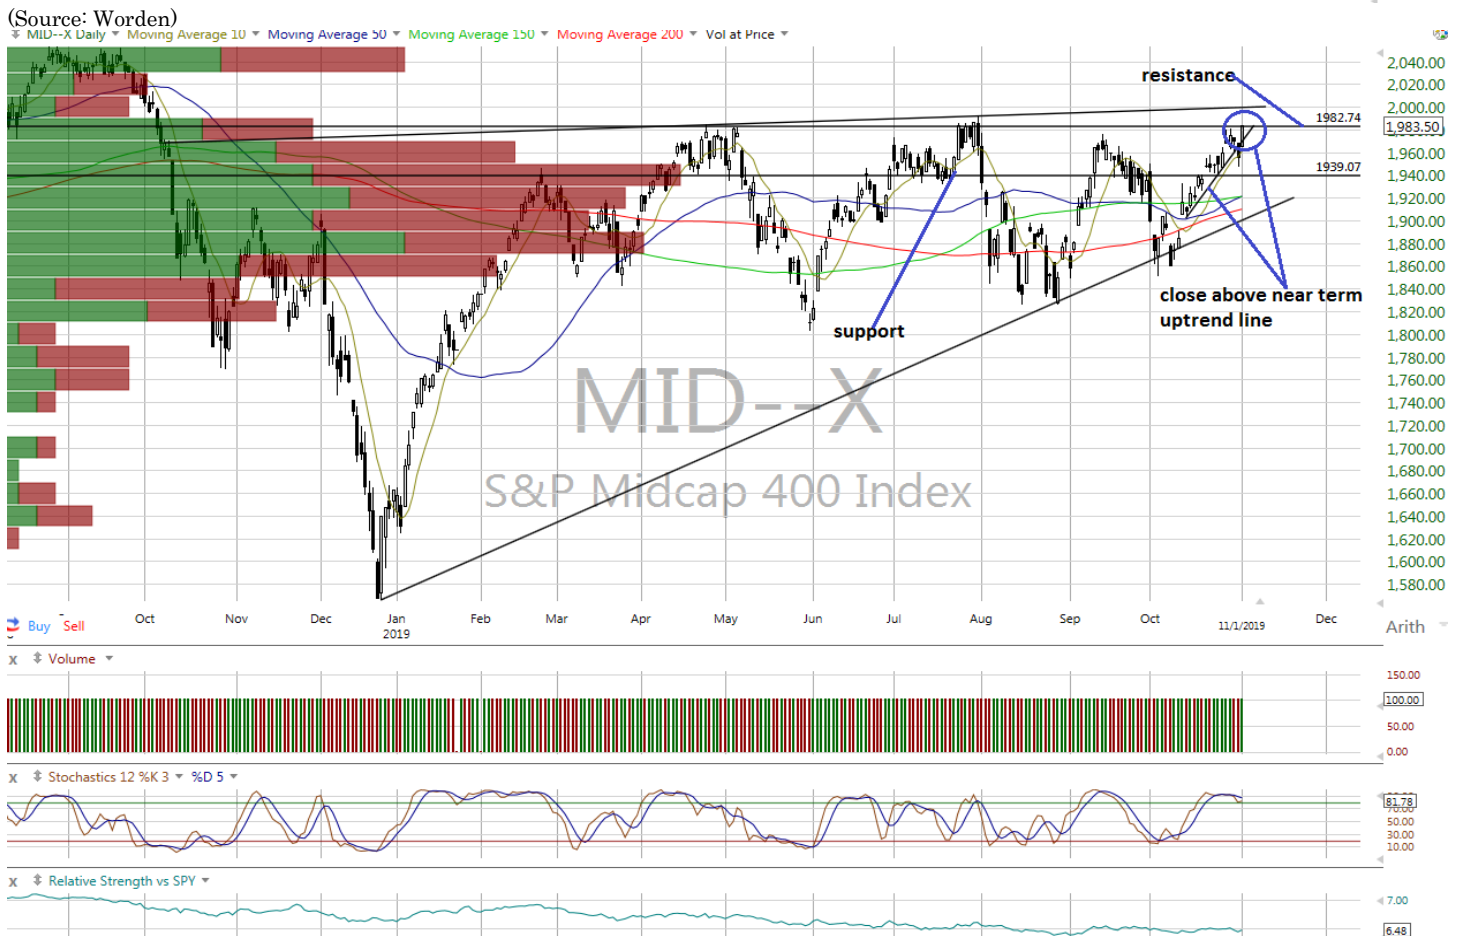 (Source: Worden)
MID--X Daily Moving Average 10 Moving Average 50 Moving Average 150 Moving Average 200 Vol at Price
resistance
2,040.00
2,020.00
2,000.00
1982.74
1,983.50
1,960.00
1939.07
1,940.00
1,920.00
1,900.00
1,880.00
1,860.00
close above near term
uptrend line
1,840.00
support
1,820.00
1,800.00
1,780.00
1,760.00
MID--X
1,740.00
1,720.00
1,700.00
1,680.00
S&P Midcap 400 Index
1,660.00
1,640.00
1,620.00
1,600.00
1,580.00
Oct Nov Dec Jan Feb Mar Apr May Jun Jul Aug Sep Oct 11/1/2019 Dec
2019
Buy Sell
Arith
x Volume
150.00
100.00
50.00
0.00
x Stochastics 12 %K 3 %D 5
81.78
50.00
30.00
10.00
x Relative Strength vs SPY
7.00
6.48